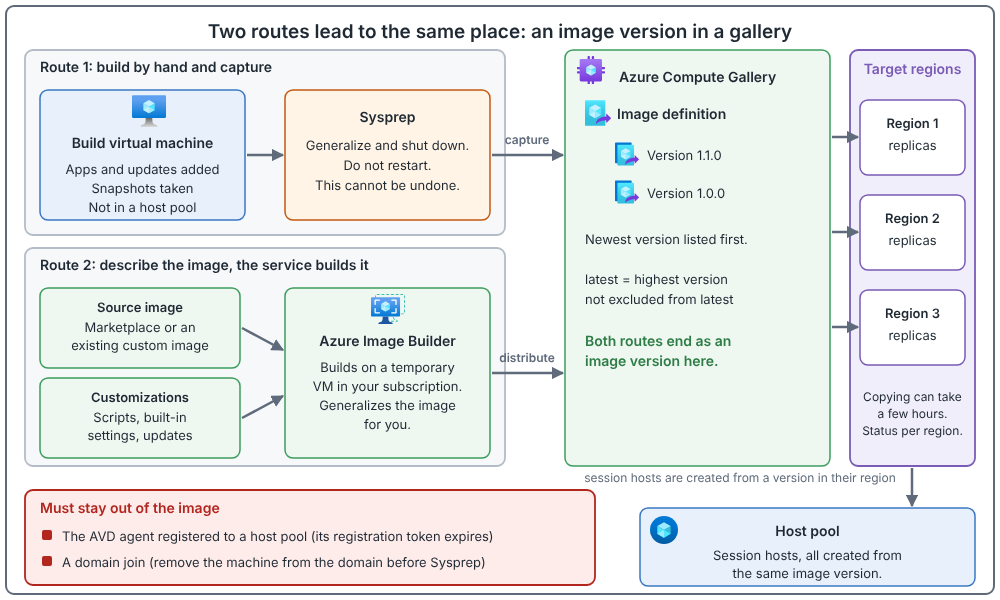 Two routes lead to the same place: an image version in a gallery
Route 1: build by hand and capture
Build virtual machine
Apps and updates added
Snapshots taken
Not in a host pool
Sysprep
Generalize and shut down.
Do not restart.
This cannot be undone.
capture
Route 2: describe the image, the service builds it
Source image
Marketplace or an
existing custom image
Customizations
Scripts, built-in
settings, updates
Azure Image Builder
Builds on a temporary
VM in your subscription.
Generalizes the image
for you.
distribute
Azure Compute Gallery
Image definition
Version 1.1.0
Version 1.0.0
Newest version listed first.
latest = highest version
not excluded from latest
Both routes end as an
image version here.
Target regions
Region 1
replicas
Region 2
replicas
Region 3
replicas
Copying can take
a few hours.
Status per region.
session hosts are created from a version in their region
Must stay out of the image
The AVD agent registered to a host pool (its registration token expires)
A domain join (remove the machine from the domain before Sysprep)
Host pool
Session hosts, all created from
the same image version.